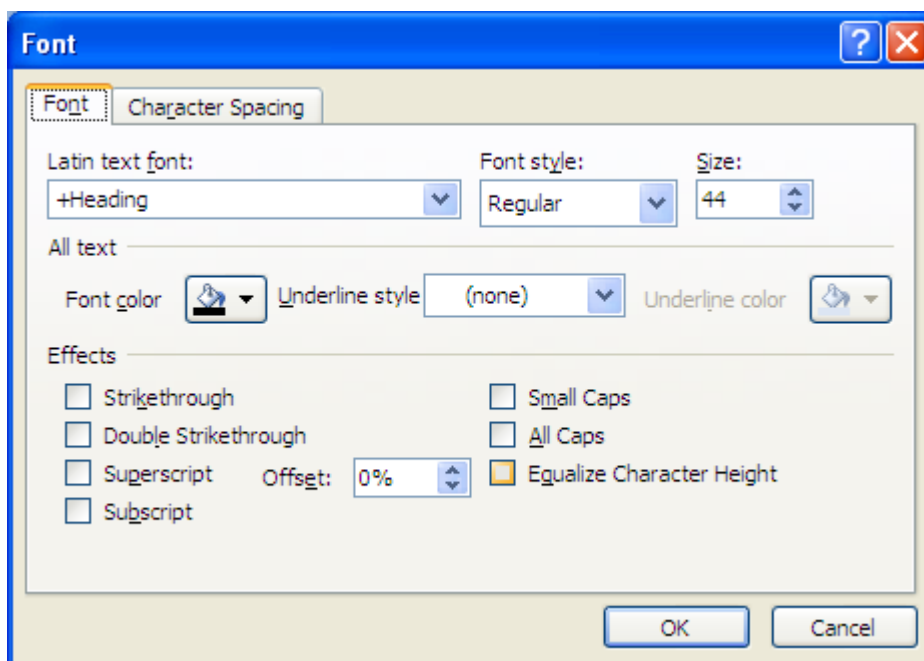 Font
Font Character Spacing
Latin text font: Font style: Size:
+Heading Regular 44
All text
Font color Underline style (none) Underline color
Effects
Strikethrough Small Caps
Double Strikethrough All Caps
Superscript Offset: 0% Equalize Character Height
Subscript
OK Cancel